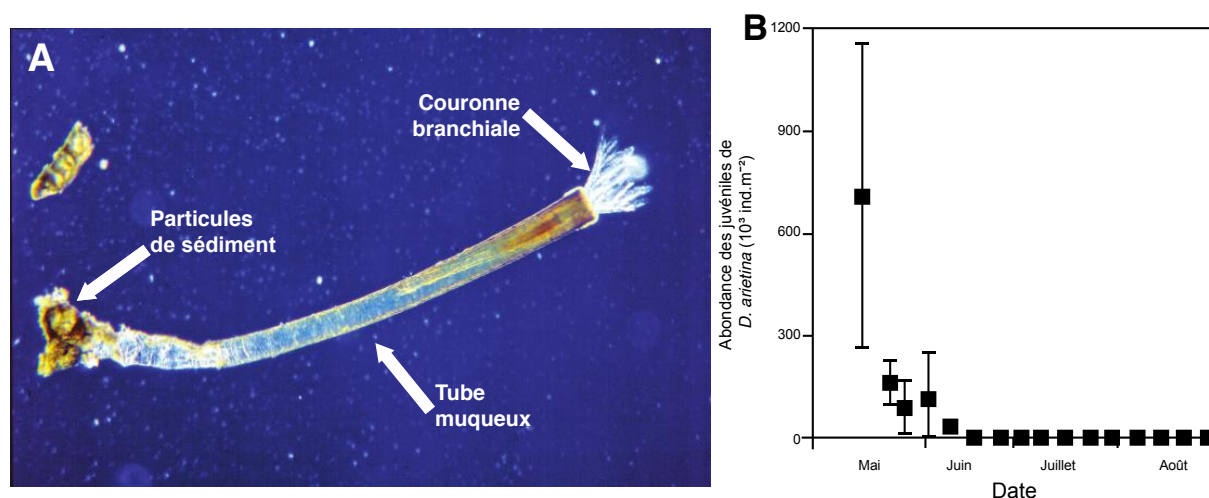 A
Couronne
branchiale
Particules
de sédiment
Tube
muqueux
B
Abondance des juvéniles de
D. arietina (10³ ind.m⁻²)
1200
900
600
300
0
Mai
Juin
Juillet
Août
Date